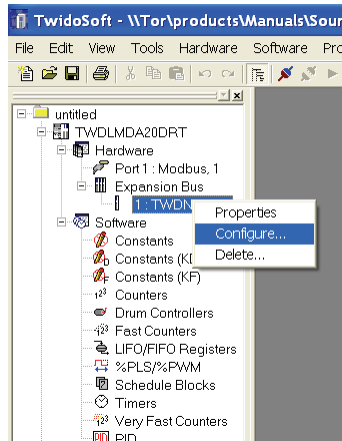 TwidoSoft - \\Tor\products\Manuals\Sour
File Edit View Tools Hardware Software Pro
untitled
TWDLMDA20DRT
Hardware
Port 1 : Modbus, 1
Expansion Bus
1 : TWDN
Properties
Configure...
Delete...
Software
Constants
Constants (KD
Constants (KF)
Counters
Drum Controllers
Fast Counters
LIFO/FIFO Registers
%PLS/%PWM
Schedule Blocks
Timers
Very Fast Counters
PID